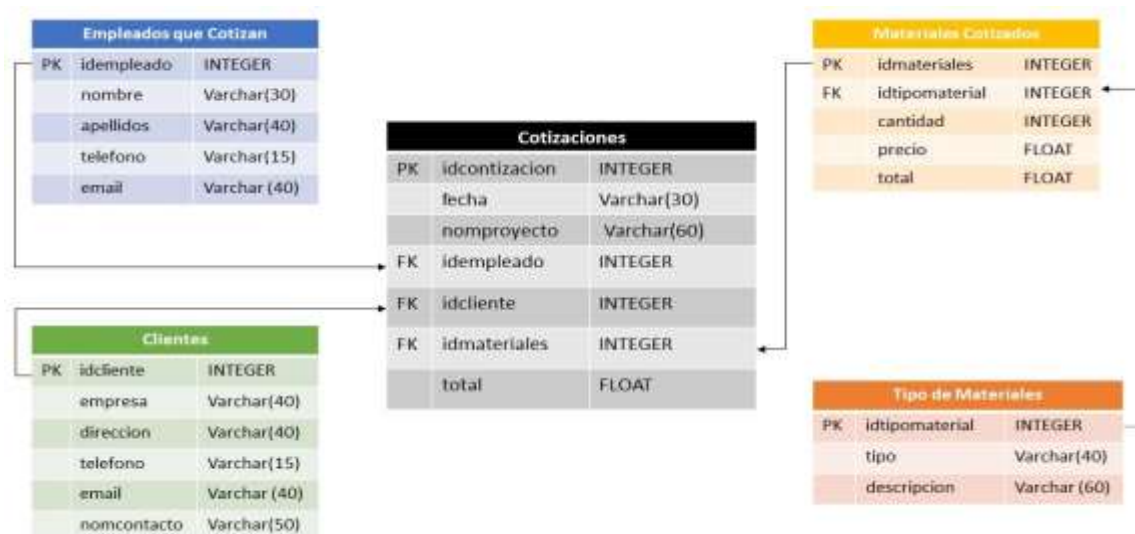 Empleados que Cotizan
PK idempleado INTEGER
nombre Varchar(30)
apellidos Varchar(40)
telefono Varchar(15)
email Varchar (40)
Clientes
PK idcliente INTEGER
empresa Varchar(40)
direccion Varchar(40)
telefono Varchar(15)
email Varchar (40)
nomcontacto Varchar(50)
Cotizaciones
PK idcontizacion INTEGER
fecha Varchar(30)
nomproyecto Varchar(60)
FK idempleado INTEGER
FK idcliente INTEGER
FK idmateriales INTEGER
total FLOAT
Materiales Cotizados
PK idmateriales INTEGER
FK idtipomaterial INTEGER
cantidad INTEGER
precio FLOAT
total FLOAT
Tipo de Materiales
PK idtipomaterial INTEGER
tipo Varchar(40)
descripcion Varchar (60)